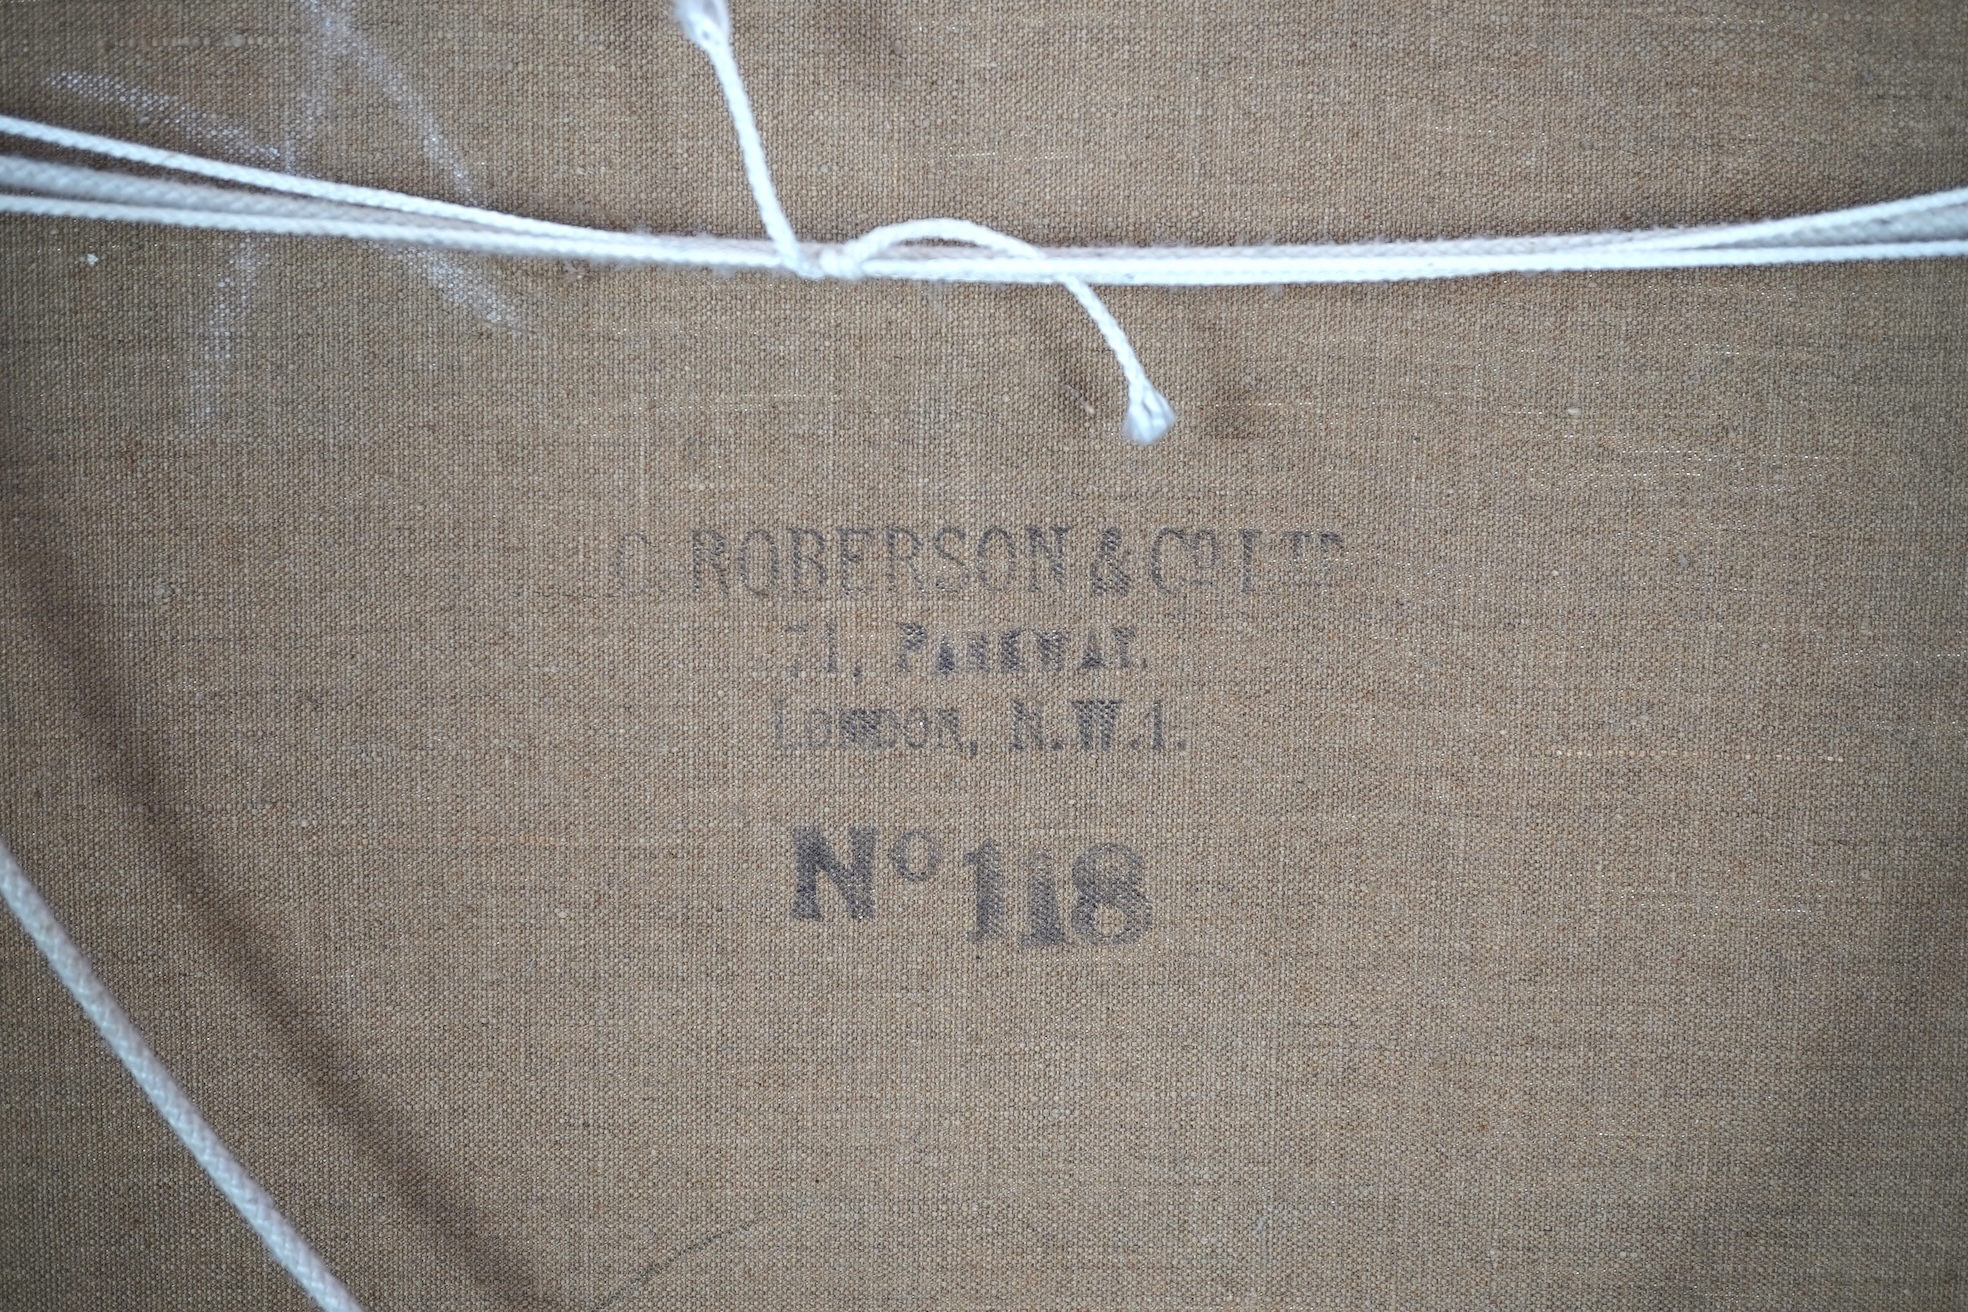 C. ROBERSON & Cº LTD
71, PARKWAY.
LONDON, N.W.1.
Nº 118